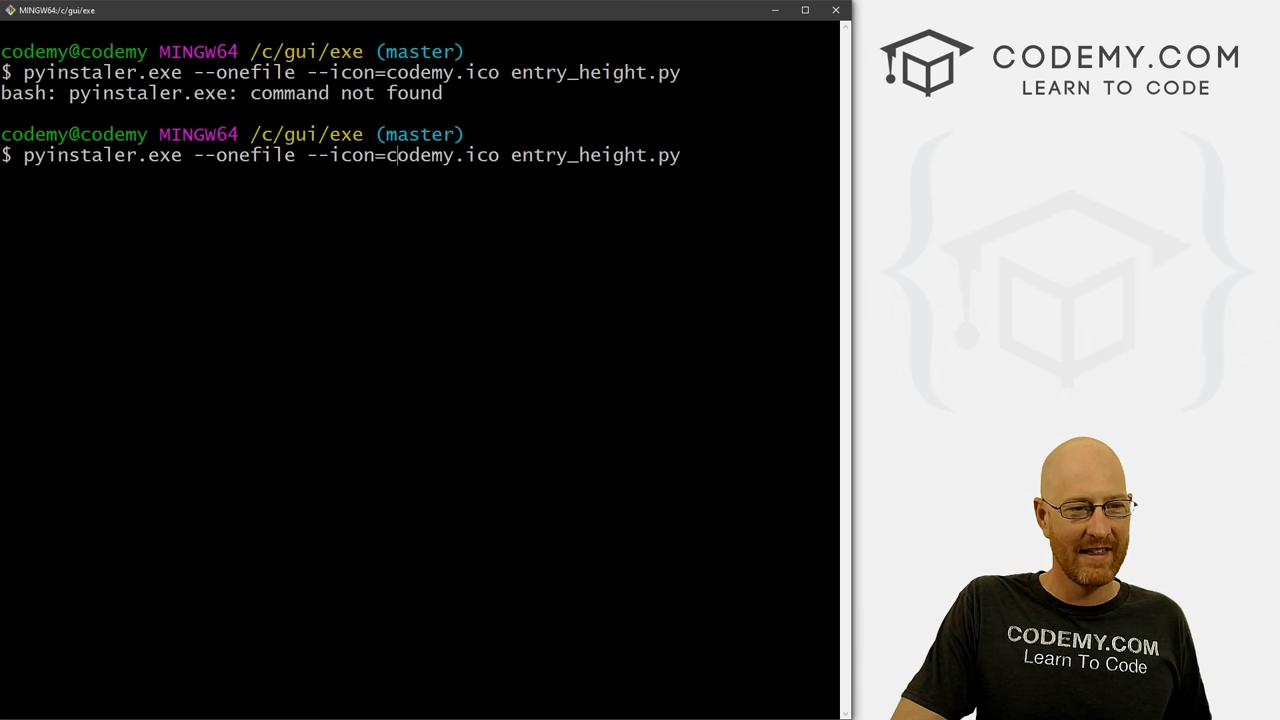 MINGW64:/c/gui/exe
codemy@codemy MINGW64 /c/gui/exe (master)
$ pyinstaler.exe --onefile --icon=codemy.ico entry_height.py
bash: pyinstaler.exe: command not found
codemy@codemy MINGW64 /c/gui/exe (master)
$ pyinstaler.exe --onefile --icon=codemy.ico entry_height.py
CODEMY.COM
LEARN TO CODE
CODEMY.COM
Learn To Code